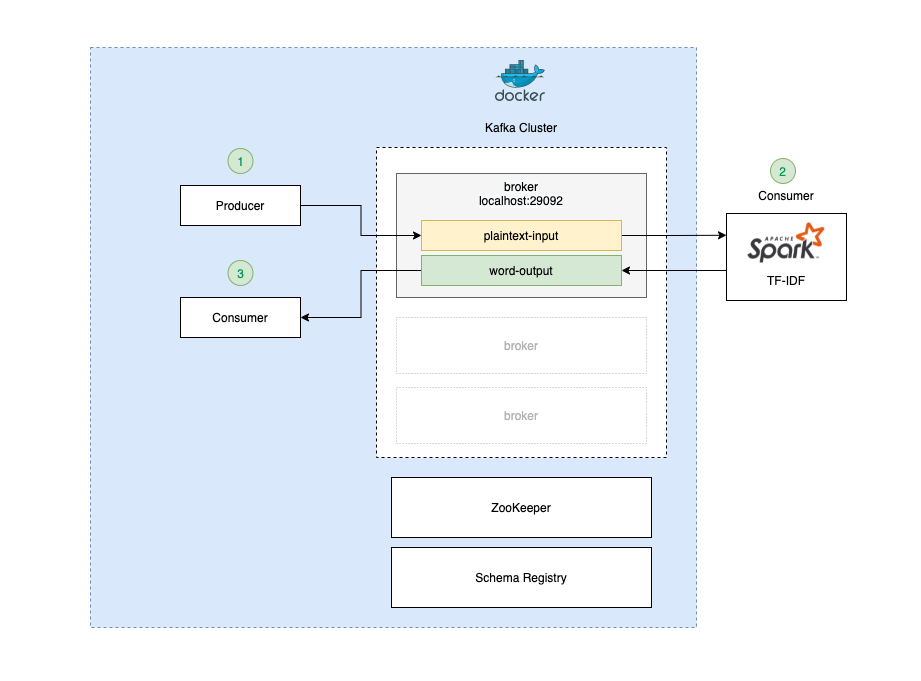 docker
Kafka Cluster
1
Producer
broker
localhost:29092
plaintext-input
word-output
2
Consumer
APACHE
Spark™
TF-IDF
3
Consumer
broker
broker
ZooKeeper
Schema Registry